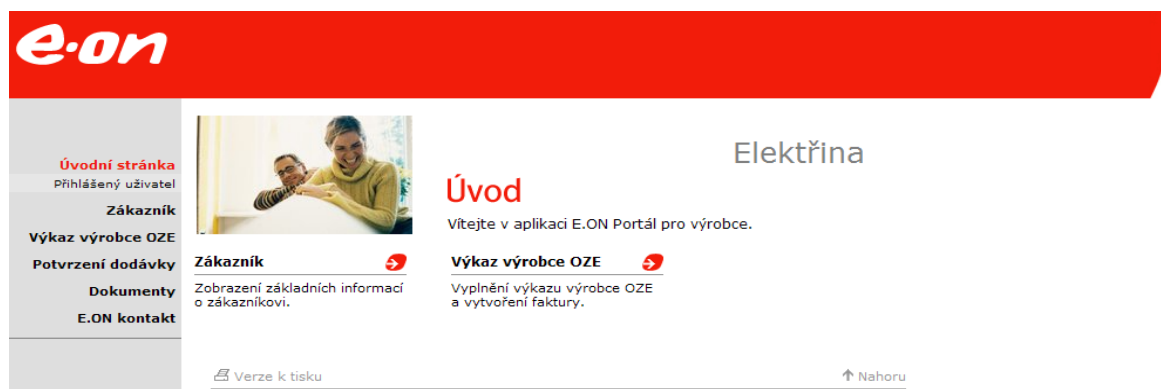 e·on
Úvodní stránka
Přihlášený uživatel
Zákazník
Výkaz výrobce OZE
Potvrzení dodávky
Dokumenty
E.ON kontakt
Elektřina
Úvod
Vítejte v aplikaci E.ON Portál pro výrobce.
Zákazník
Zobrazení základních informací
o zákazníkovi.
Výkaz výrobce OZE
Vyplnění výkazu výrobce OZE
a vytvoření faktury.
Verze k tisku
Nahoru